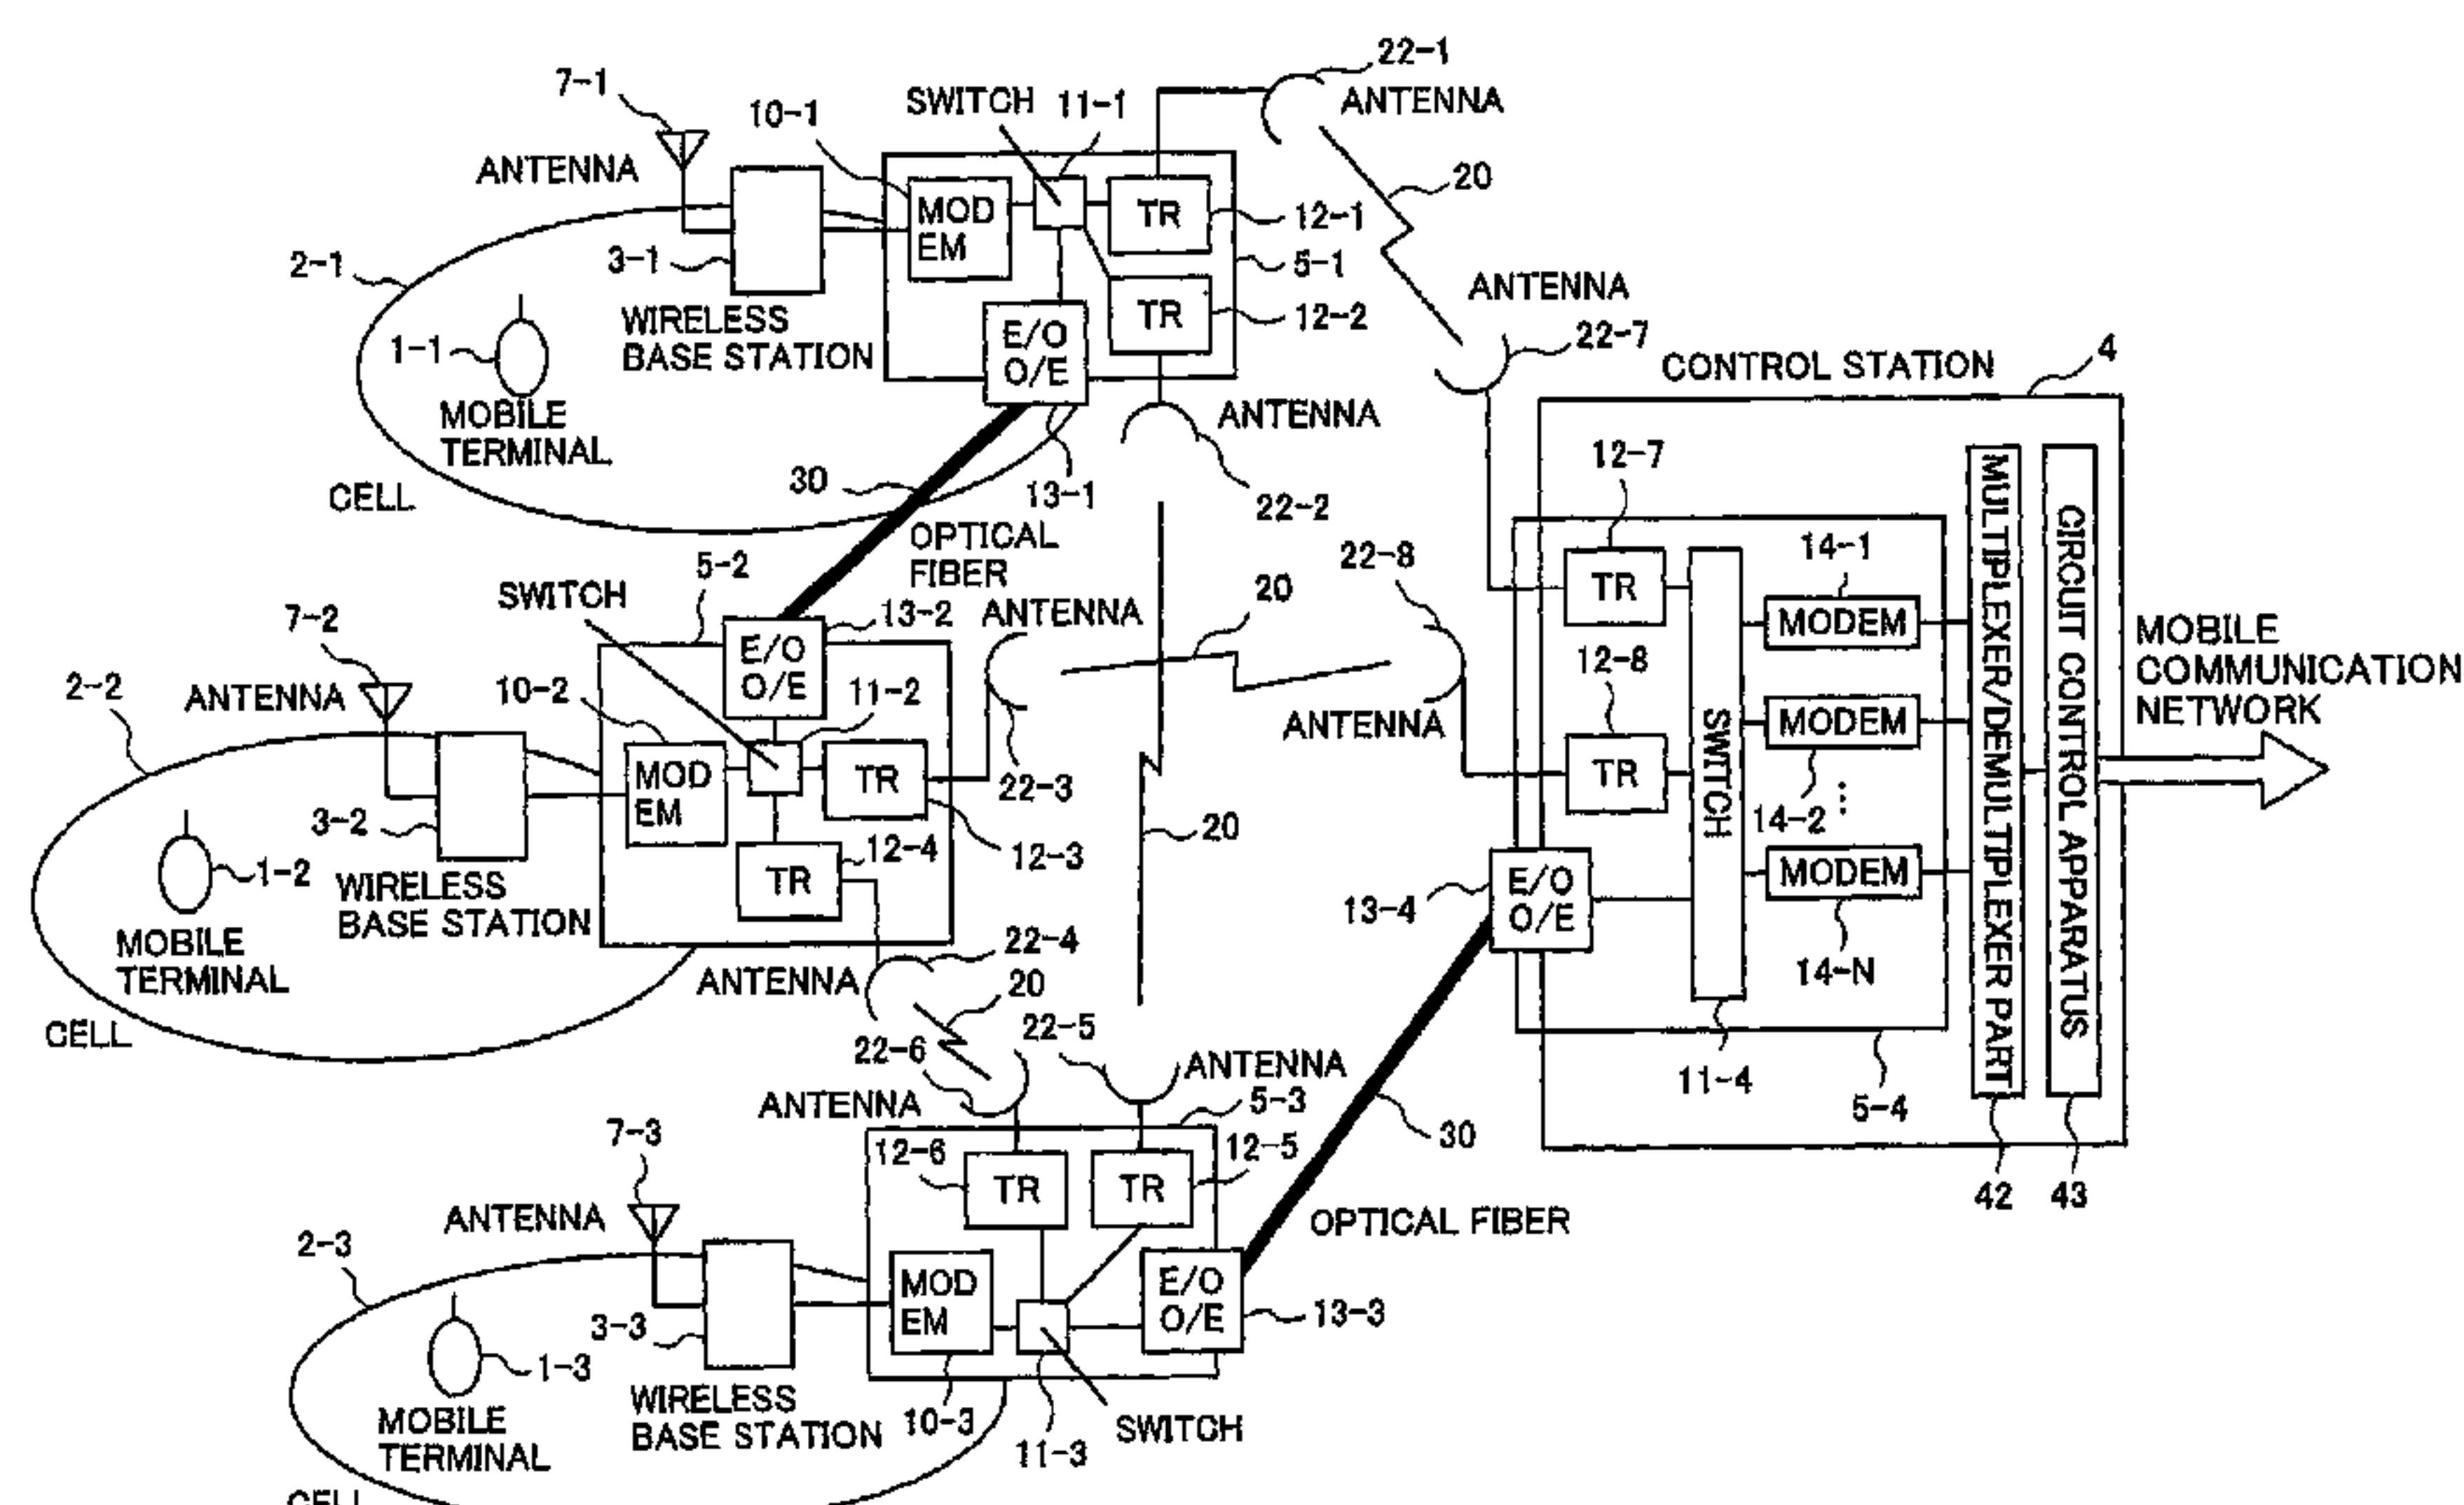 22-1
7-1
SWITCH 11-1
ANTENNA
10-1
ANTENNA
20
MOD
EM
TR
12-1
3-1
2-1
5-1
ANTENNA
TR
12-2
WIRELESS
BASE STATION
E/O
O/E
22-7
1-1
CONTROL STATION
4
MOBILE
TERMINAL
ANTENNA
12-7
30
13-1
CELL
22-2
OPTICAL
FIBER
22-8
14-1
5-2
SWITCH
13-2
ANTENNA
20
TR
MODEM
7-2
MOBILE
COMMUNICATION
NETWORK
E/O
O/E
12-8
2-2
ANTENNA
10-2
11-2
ANTENNA
MODEM
SWITCH
MOD
EM
TR
22-3
TR
14-2
3-2
20
12-4
12-3
1-2
TR
MODEM
WIRELESS
BASE STATION
13-4
E/O
O/E
MULTIPLEXER/DEMULTIPLEXER PART
CIRCUIT CONTROL APPARATUS
MOBILE
TERMINAL
22-4
14-N
ANTENNA
20
CELL
22-5
22-6
ANTENNA
11-4
ANTENNA
5-3
5-4
7-3
12-6
12-5
30
TR
TR
42
43
ANTENNA
OPTICAL FIBER
2-3
MOD
EM
E/O
O/E
13-3
3-3
1-3
WIRELESS
BASE STATION
10-3
MOBILE
TERMINAL
11-3
SWITCH
CELL